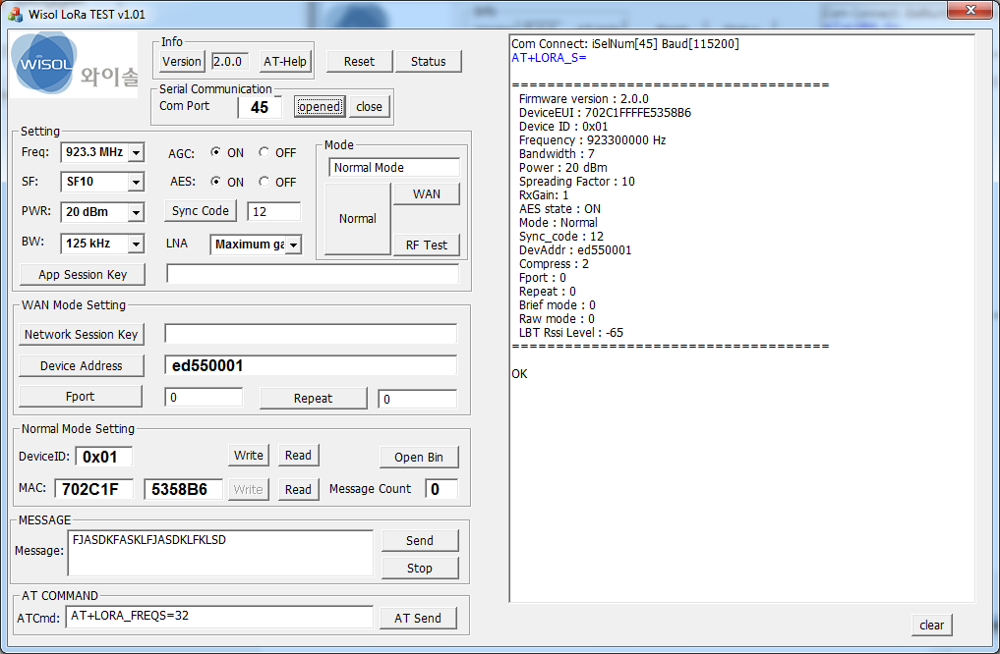 Wisol LoRa TEST v1.01
WiSOL 와이솔
Info
Version 2.0.0 AT-Help Reset Status
Serial Communication
Com Port 45 opened close
Setting
Freq: 923.3 MHz AGC: ON OFF
SF: SF10 AES: ON OFF
PWR: 20 dBm Sync Code 12
BW: 125 kHz LNA Maximum ga
App Session Key
Mode
Normal Mode
Normal WAN
RF Test
WAN Mode Setting
Network Session Key
Device Address ed550001
Fport 0 Repeat 0
Normal Mode Setting
DeviceID: 0x01 Write Read Open Bin
MAC: 702C1F 5358B6 Write Read Message Count 0
MESSAGE
Message: FJASDKFASKLFJASDKLFKLSD Send
Stop
AT COMMAND
ATCmd: AT+LORA_FREQS=32 AT Send
Com Connect: iSelNum[45] Baud[115200]
AT+LORA_S=
===================================
Firmware version : 2.0.0
DeviceEUI : 702C1FFFFE5358B6
Device ID : 0x01
Frequency : 923300000 Hz
Bandwidth : 7
Power : 20 dBm
Spreading Factor : 10
RxGain: 1
AES state : ON
Mode : Normal
Sync_code : 12
DevAddr : ed550001
Compress : 2
Fport : 0
Repeat : 0
Brief mode : 0
Raw mode : 0
LBT Rssi Level : -65
===================================
OK
clear